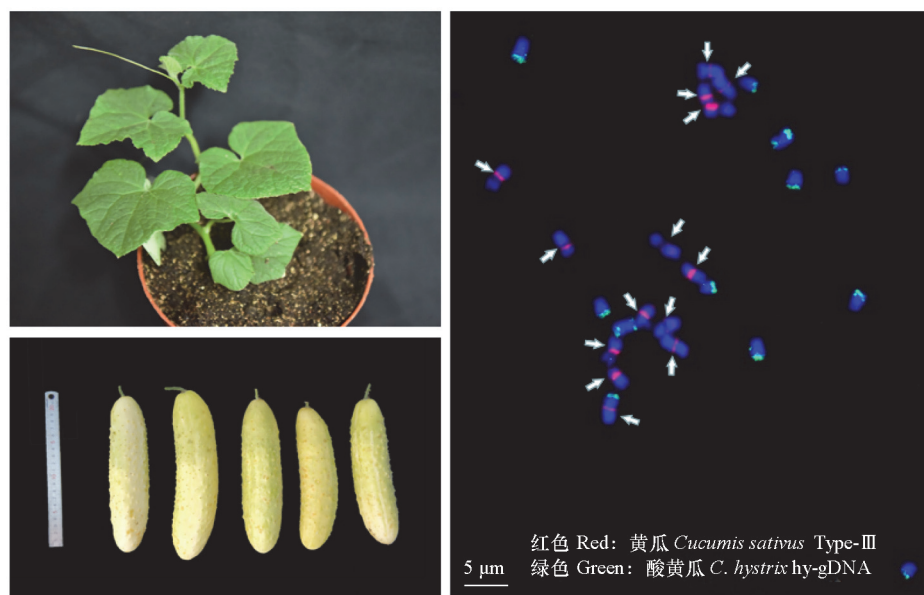 红色 Red：黄瓜 Cucumis sativus Type-Ⅲ
绿色 Green：酸黄瓜 C. hystrix hy-gDNA
5 μm